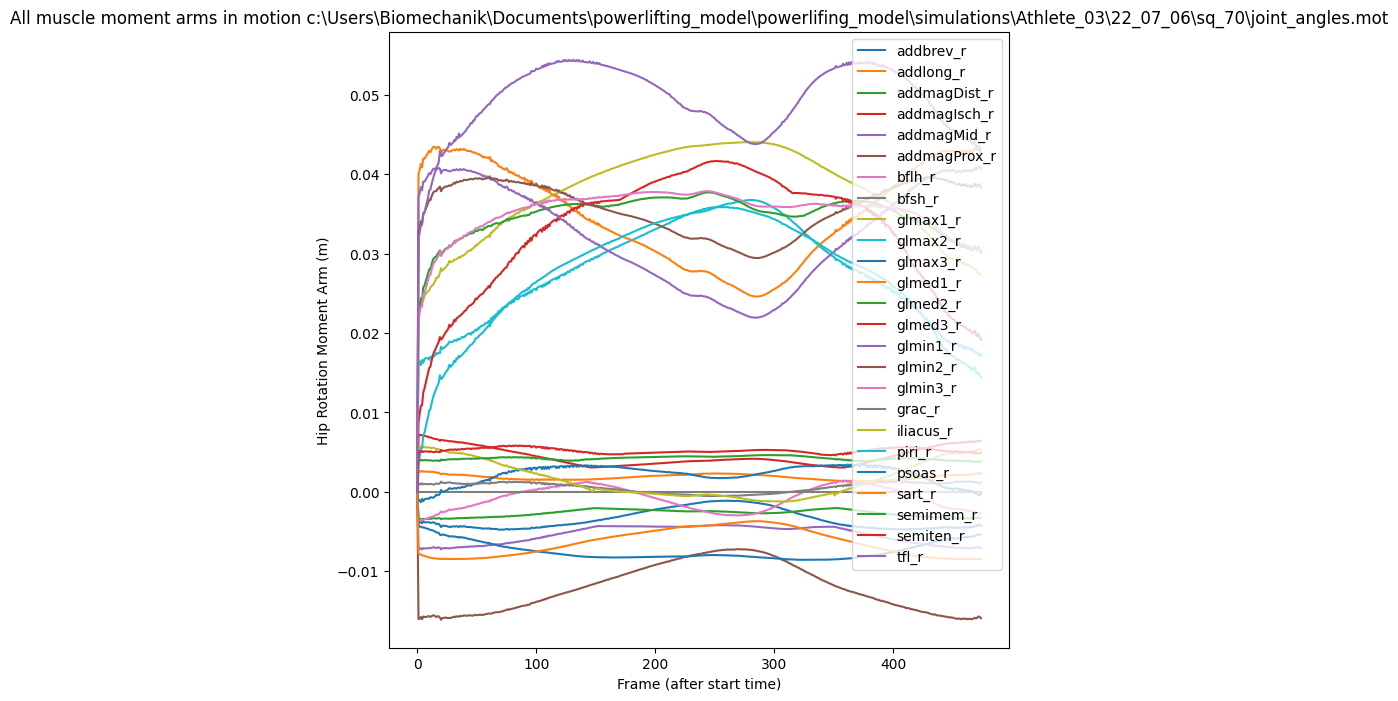 All muscle moment arms in motion c:\Users\Biomechanik\Documents\powerlifting_model\powerlifing_model\simulations\Athlete_03\22_07_06\sq_70\joint_angles.mot
Hip Rotation Moment Arm (m)
0.05
0.04
0.03
0.02
0.01
0.00
−0.01
addbrev_r
addlong_r
addmagDist_r
addmagIsch_r
addmagMid_r
addmagProx_r
bflh_r
bfsh_r
glmax1_r
glmax2_r
glmax3_r
glmed1_r
glmed2_r
glmed3_r
glmin1_r
glmin2_r
glmin3_r
grac_r
iliacus_r
piri_r
psoas_r
sart_r
semimem_r
semiten_r
tfl_r
0 100 200 300 400
Frame (after start time)